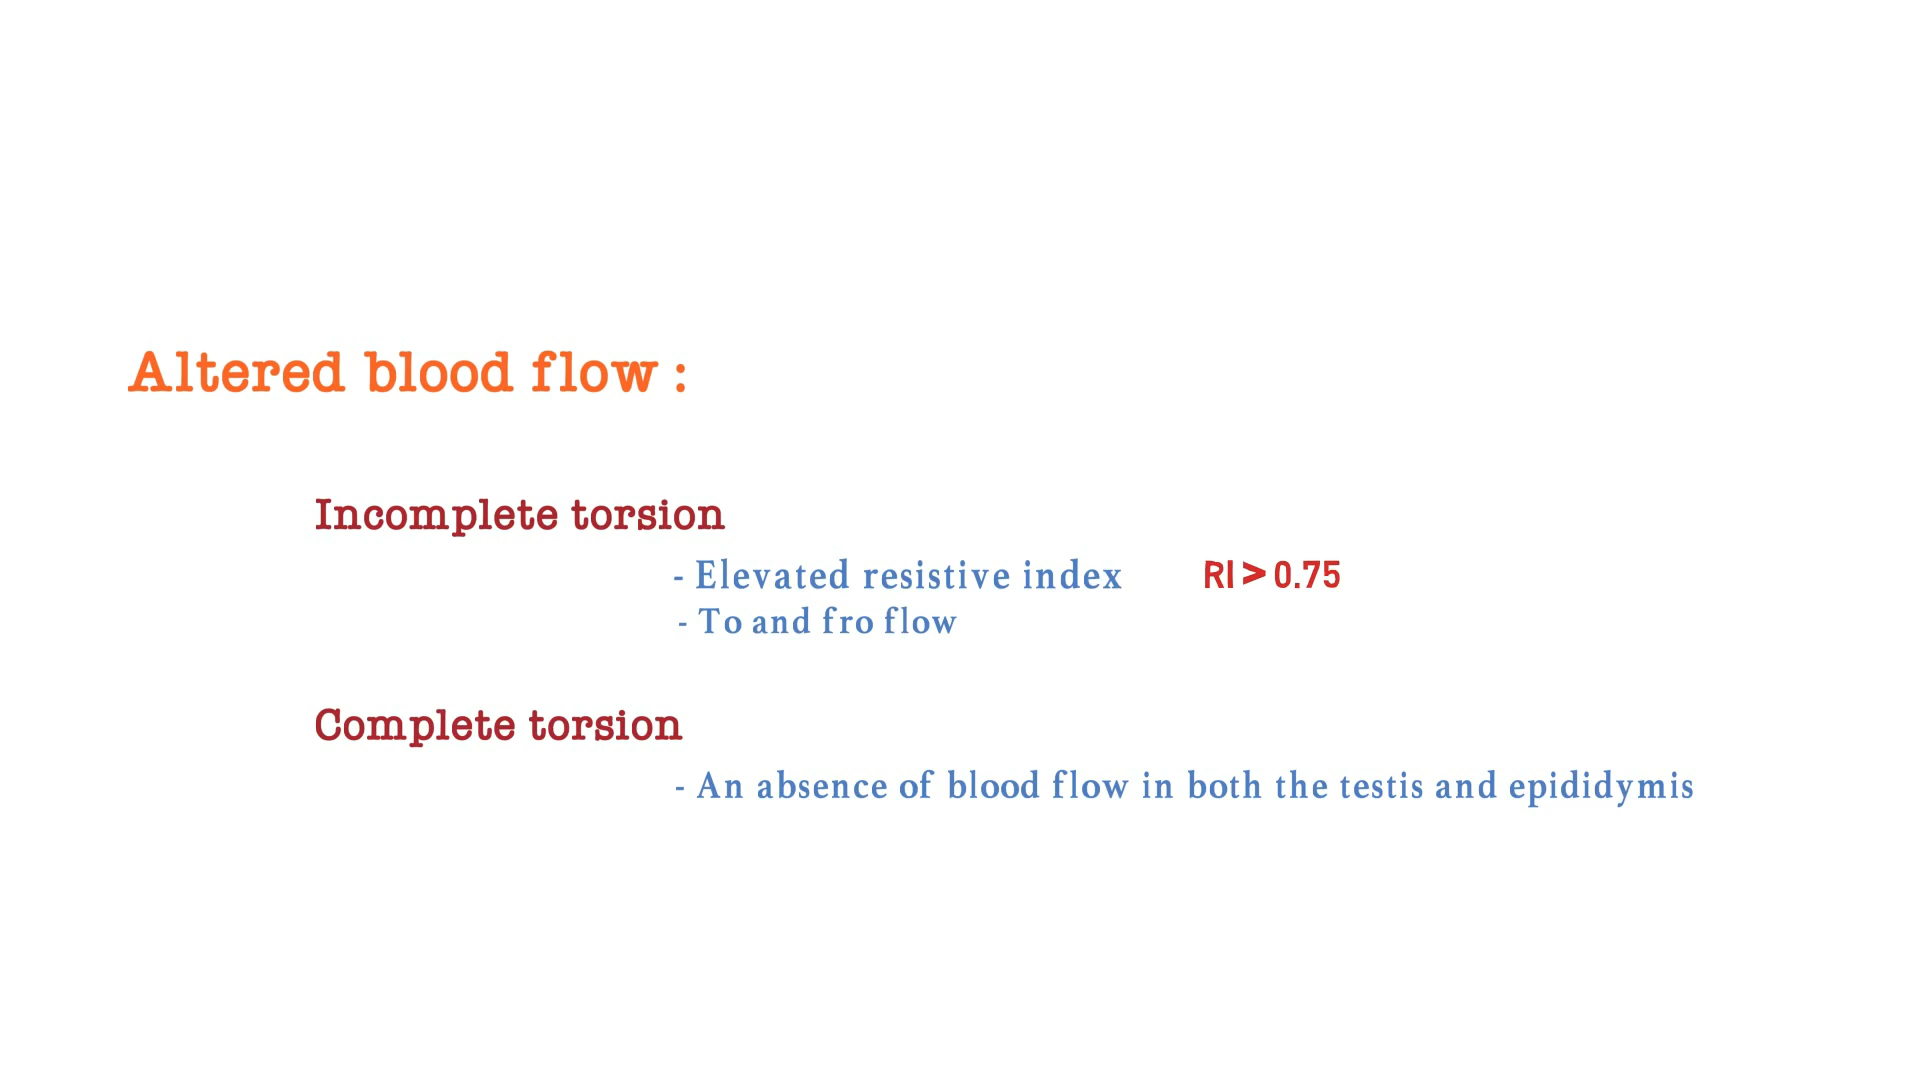 Altered blood flow :
Incomplete torsion
- Elevated resistive index RI > 0.75
- To and fro flow
Complete torsion
- An absence of blood flow in both the testis and epididymis